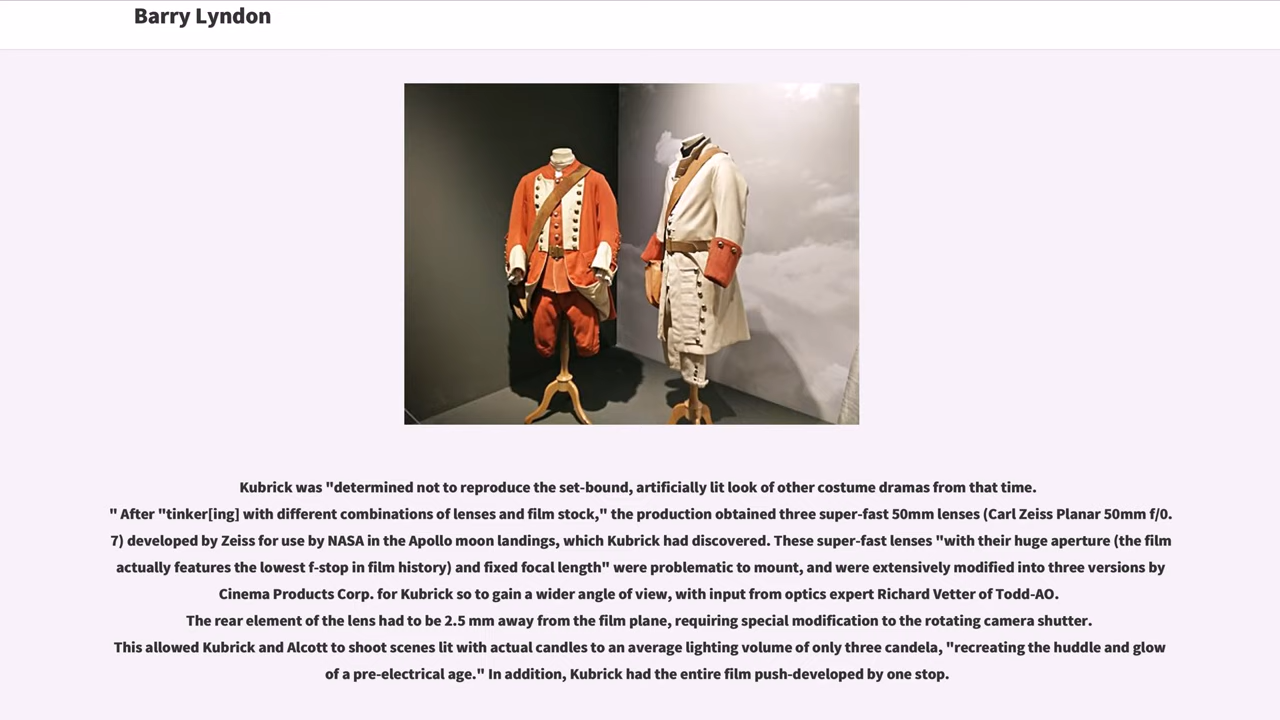 Barry Lyndon
Kubrick was "determined not to reproduce the set-bound, artificially lit look of other costume dramas from that time.
" After "tinker[ing] with different combinations of lenses and film stock," the production obtained three super-fast 50mm lenses (Carl Zeiss Planar 50mm f/0.
7) developed by Zeiss for use by NASA in the Apollo moon landings, which Kubrick had discovered. These super-fast lenses "with their huge aperture (the film
actually features the lowest f-stop in film history) and fixed focal length" were problematic to mount, and were extensively modified into three versions by
Cinema Products Corp. for Kubrick so to gain a wider angle of view, with input from optics expert Richard Vetter of Todd-AO.
The rear element of the lens had to be 2.5 mm away from the film plane, requiring special modification to the rotating camera shutter.
This allowed Kubrick and Alcott to shoot scenes lit with actual candles to an average lighting volume of only three candela, "recreating the huddle and glow
of a pre-electrical age." In addition, Kubrick had the entire film push-developed by one stop.